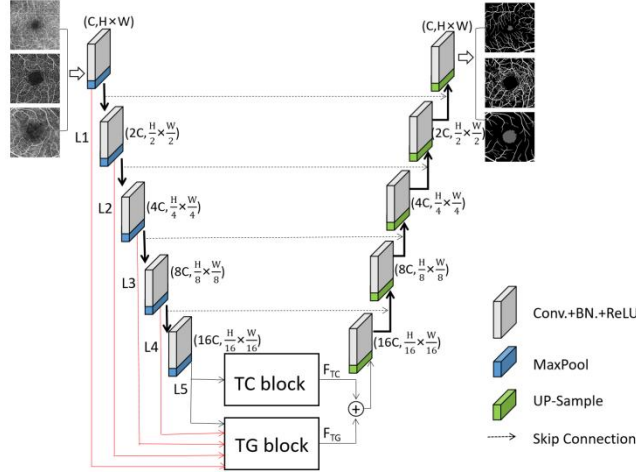 (C,H×W)
(C,H×W)
L1
(2C, H/2 × W/2)
(2C, H/2 × W/2)
L2
(4C, H/4 × W/4)
(4C, H/4 × W/4)
L3
(8C, H/8 × W/8)
(8C, H/8 × W/8)
L4
(16C, H/16 × W/16)
(16C, H/16 × W/16)
L5
TC block
F_TC
TG block
F_TG
Conv.+BN.+ReLU
MaxPool
UP-Sample
Skip Connection